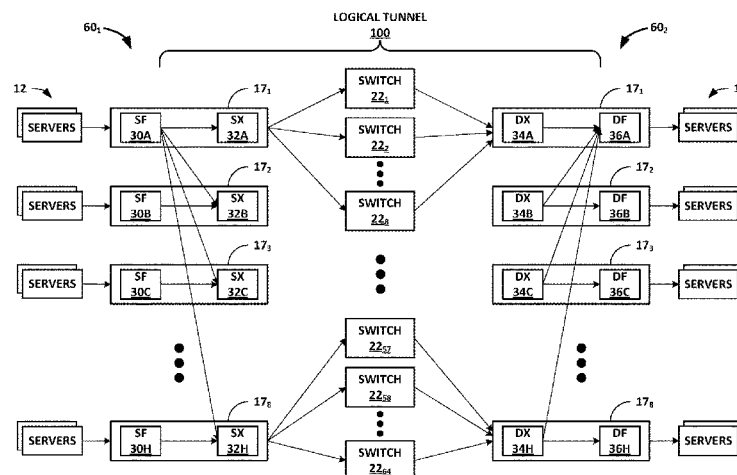 LOGICAL TUNNEL
100
60₁
60₂
12
SERVERS
17₁
SF
30A
SX
32A
SWITCH
22₁
SWITCH
22₂
SWITCH
22₈
17₁
DX
34A
DF
36A
SERVERS
1
SERVERS
17₂
SF
30B
SX
32B
17₂
DX
34B
DF
36B
SERVERS
SERVERS
17₃
SF
30C
SX
32C
17₃
DX
34C
DF
36C
SERVERS
SWITCH
22₅₇
SWITCH
22₅₈
SWITCH
22₆₄
SERVERS
17₈
SF
30H
SX
32H
17₈
DX
34H
DF
36H
SERVERS